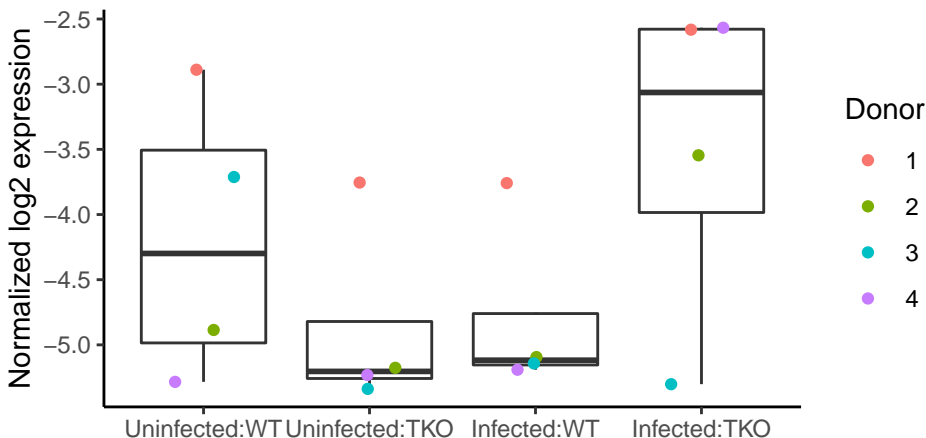 Normalized log2 expression
−2.5
−3.0
−3.5
−4.0
−4.5
−5.0
Uninfected:WT
Uninfected:TKO
Infected:WT
Infected:TKO
Donor
1
2
3
4